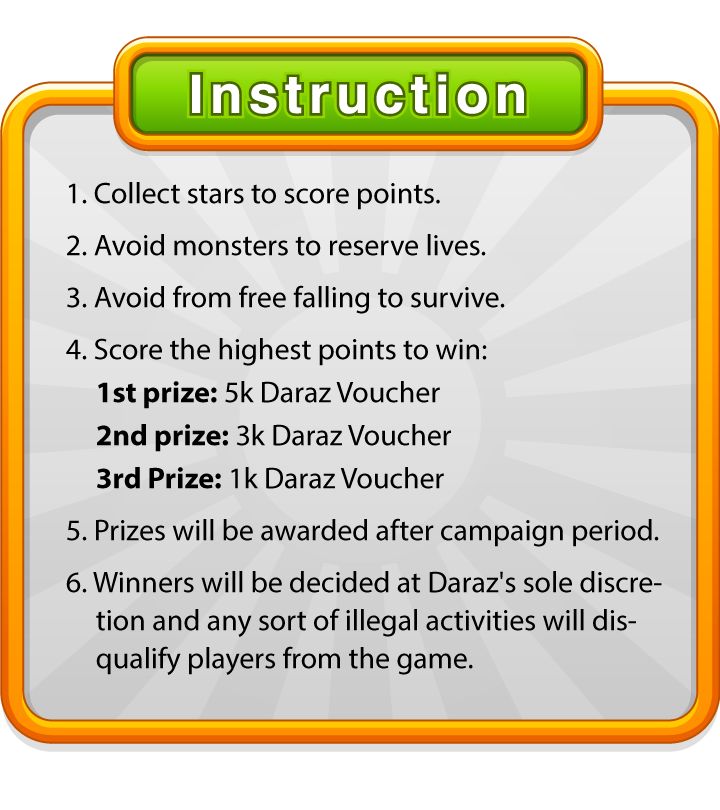 Instruction
1. Collect stars to score points.
2. Avoid monsters to reserve lives.
3. Avoid from free falling to survive.
4. Score the highest points to win:
1st prize: 5k Daraz Voucher
2nd prize: 3k Daraz Voucher
3rd Prize: 1k Daraz Voucher
5. Prizes will be awarded after campaign period.
6. Winners will be decided at Daraz's sole discre-
tion and any sort of illegal activities will dis-
qualify players from the game.